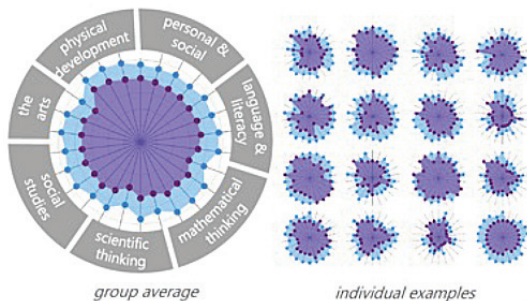 physical
development
personal &
social
language &
literacy
mathematical
thinking
scientific
thinking
social
studies
the
arts
group average
individual examples